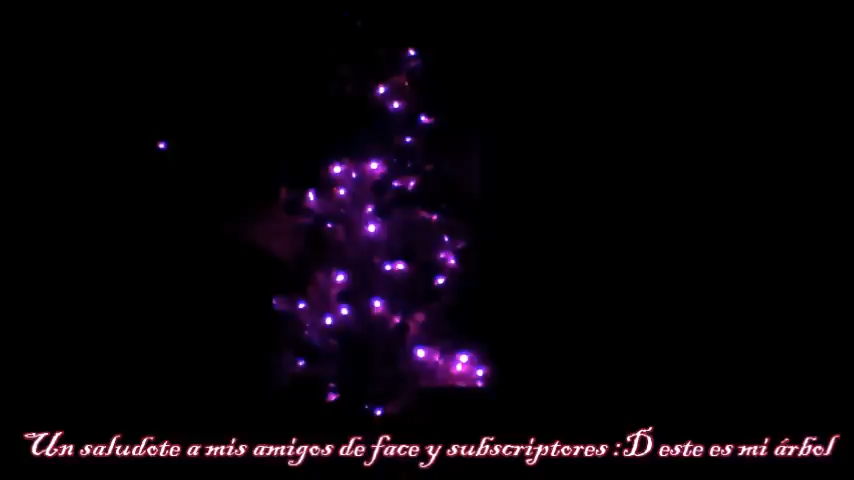 Un saludote a mis amigos de face y subscriptores :D este es mi árbol